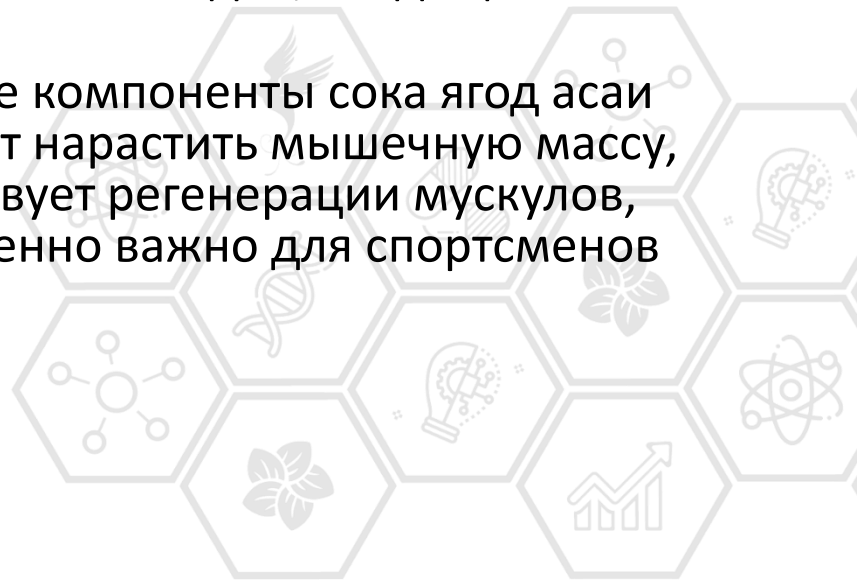 е компоненты сока ягод асаи
т нарастить мышечную массу,
вует регенерации мускулов,
енно важно для спортсменов